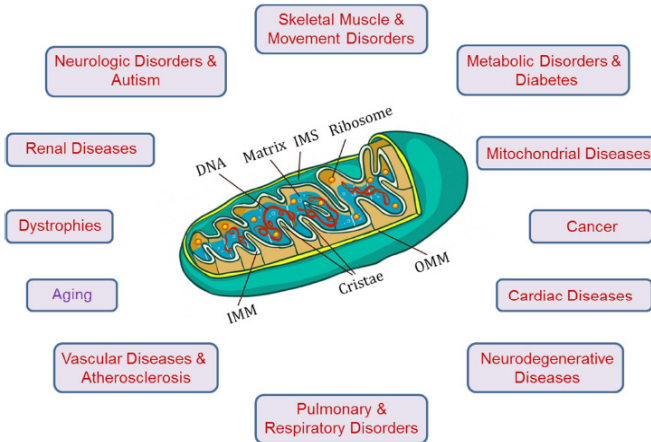 Skeletal Muscle &
Movement Disorders
Neurologic Disorders &
Autism
Metabolic Disorders &
Diabetes
Renal Diseases
DNA
Matrix
IMS
Ribosome
Mitochondrial Diseases
Dystrophies
Cancer
Aging
IMM
Cristae
OMM
Cardiac Diseases
Vascular Diseases &
Atherosclerosis
Neurodegenerative
Diseases
Pulmonary &
Respiratory Disorders